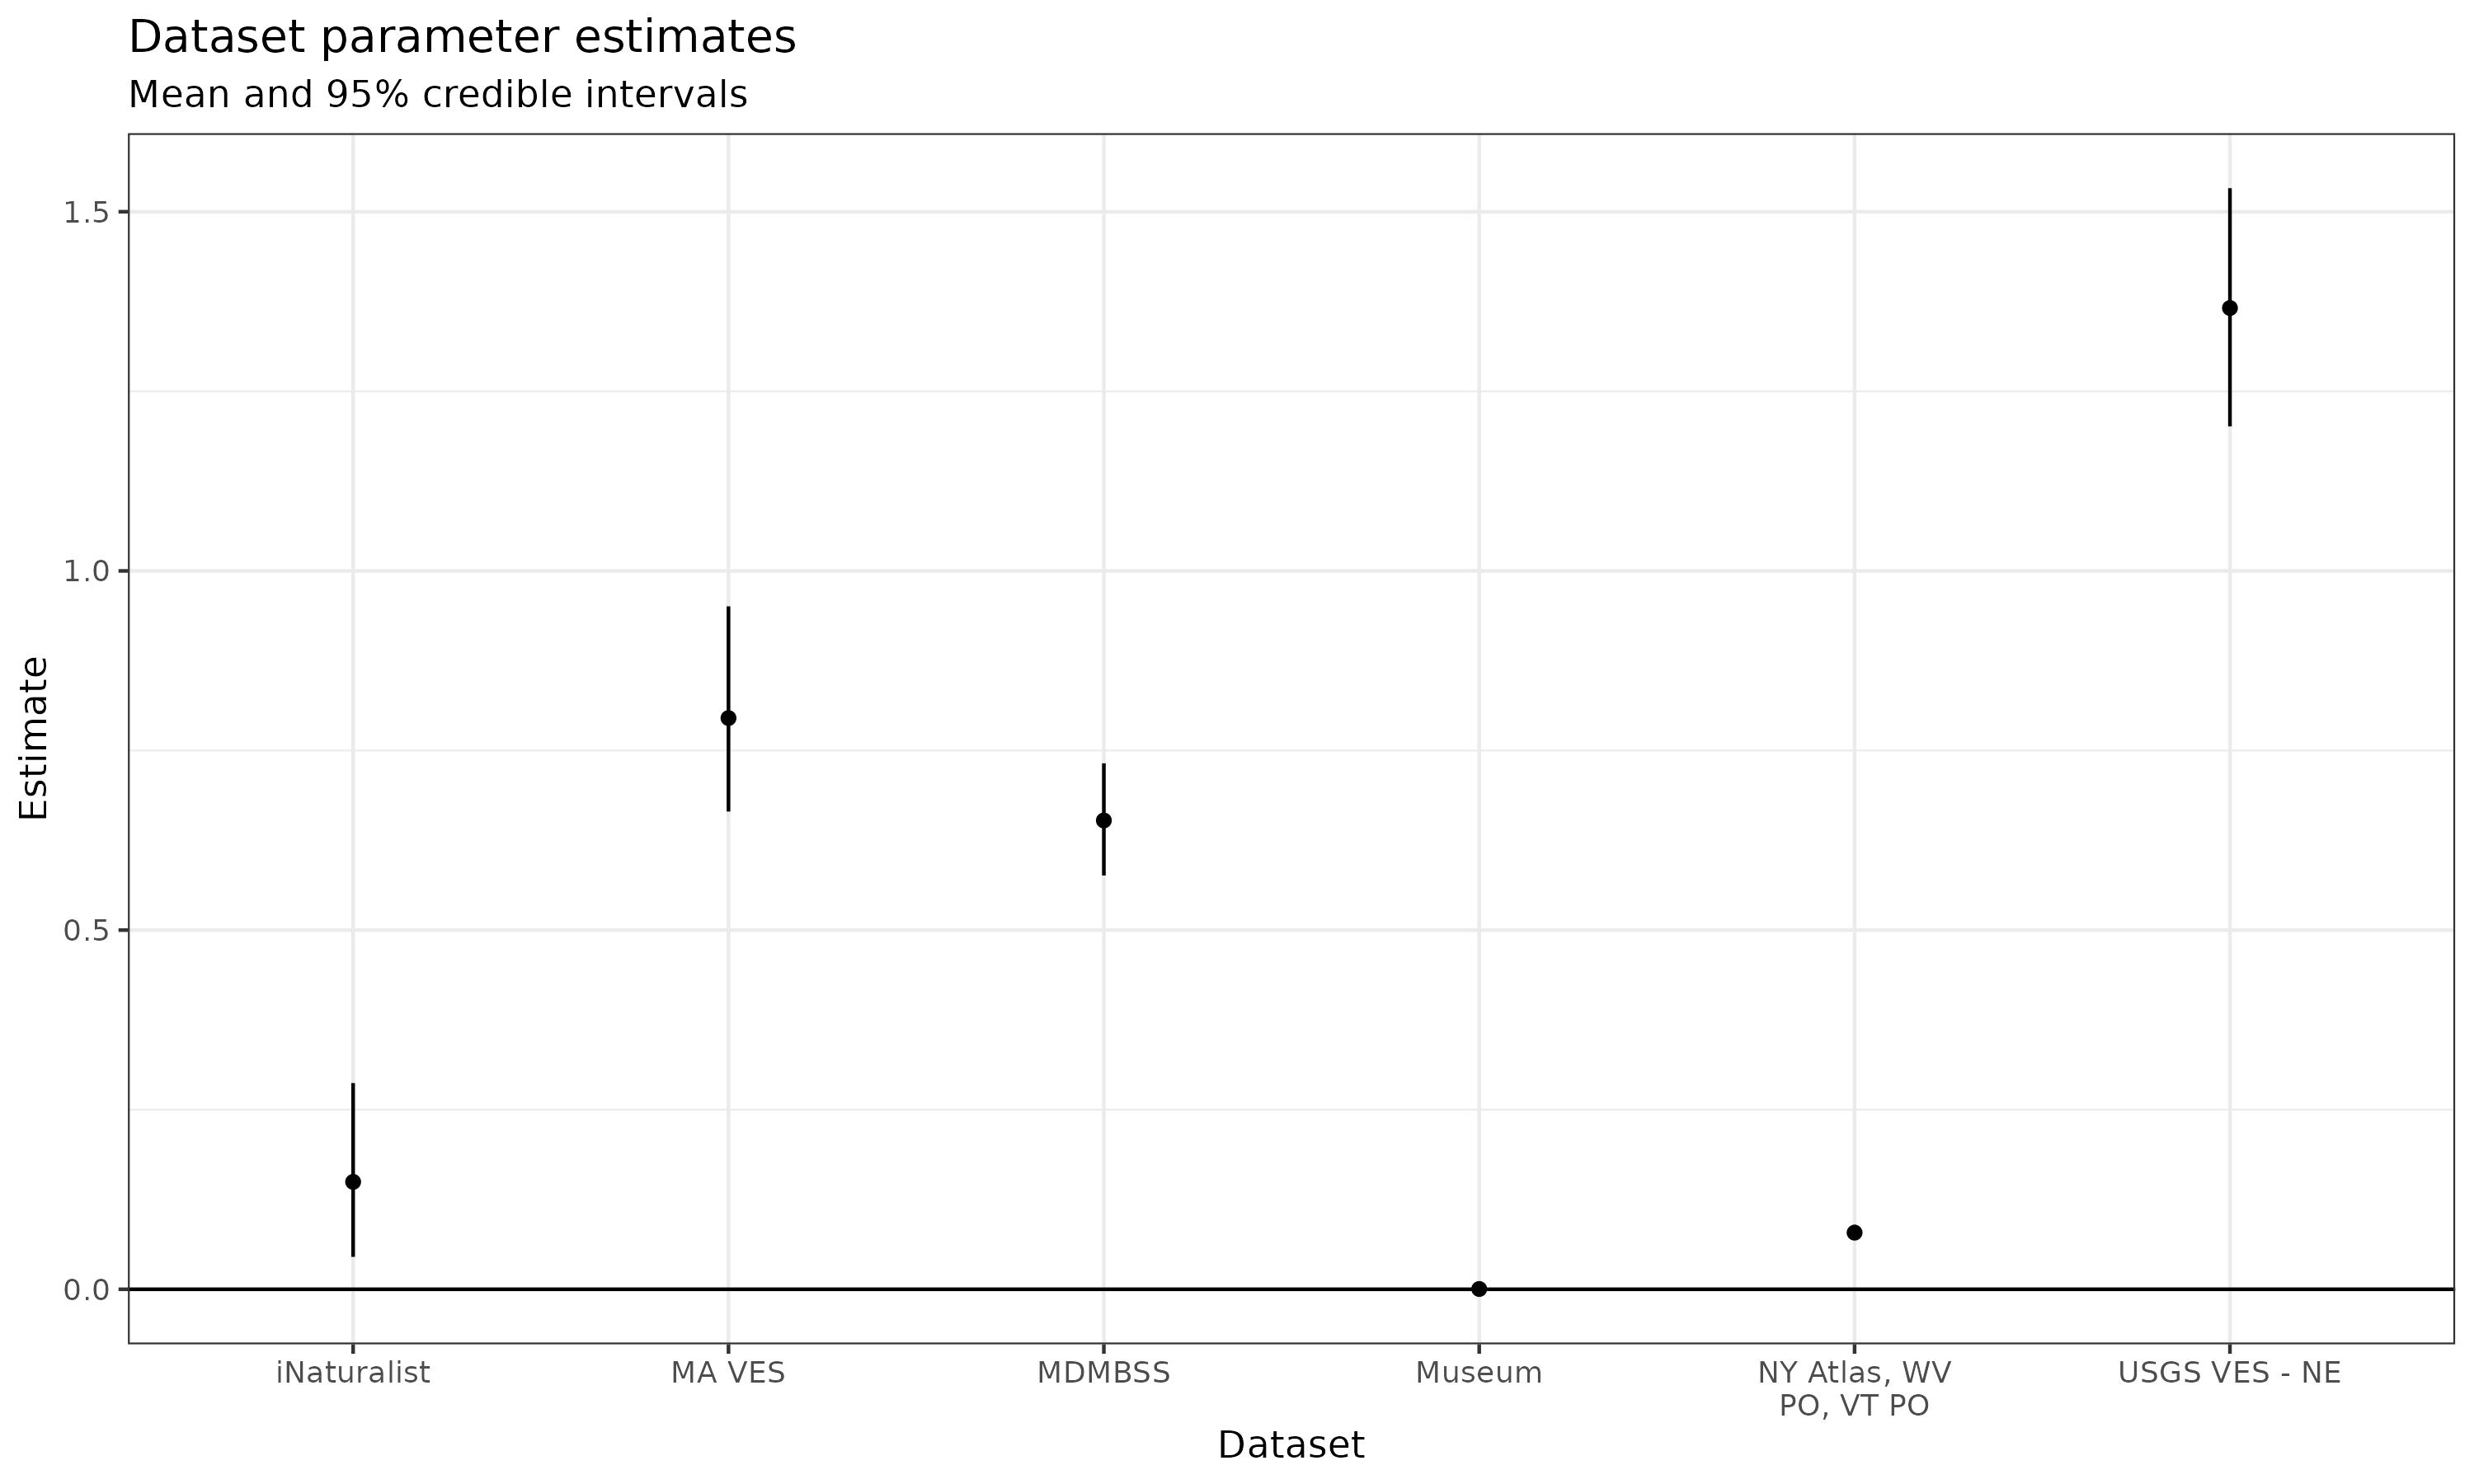 Dataset parameter estimates
Mean and 95% credible intervals
1.5
1.0
0.5
0.0
Estimate
iNaturalist
MA VES
MDMBSS
Museum
NY Atlas, WV
PO, VT PO
USGS VES - NE
Dataset